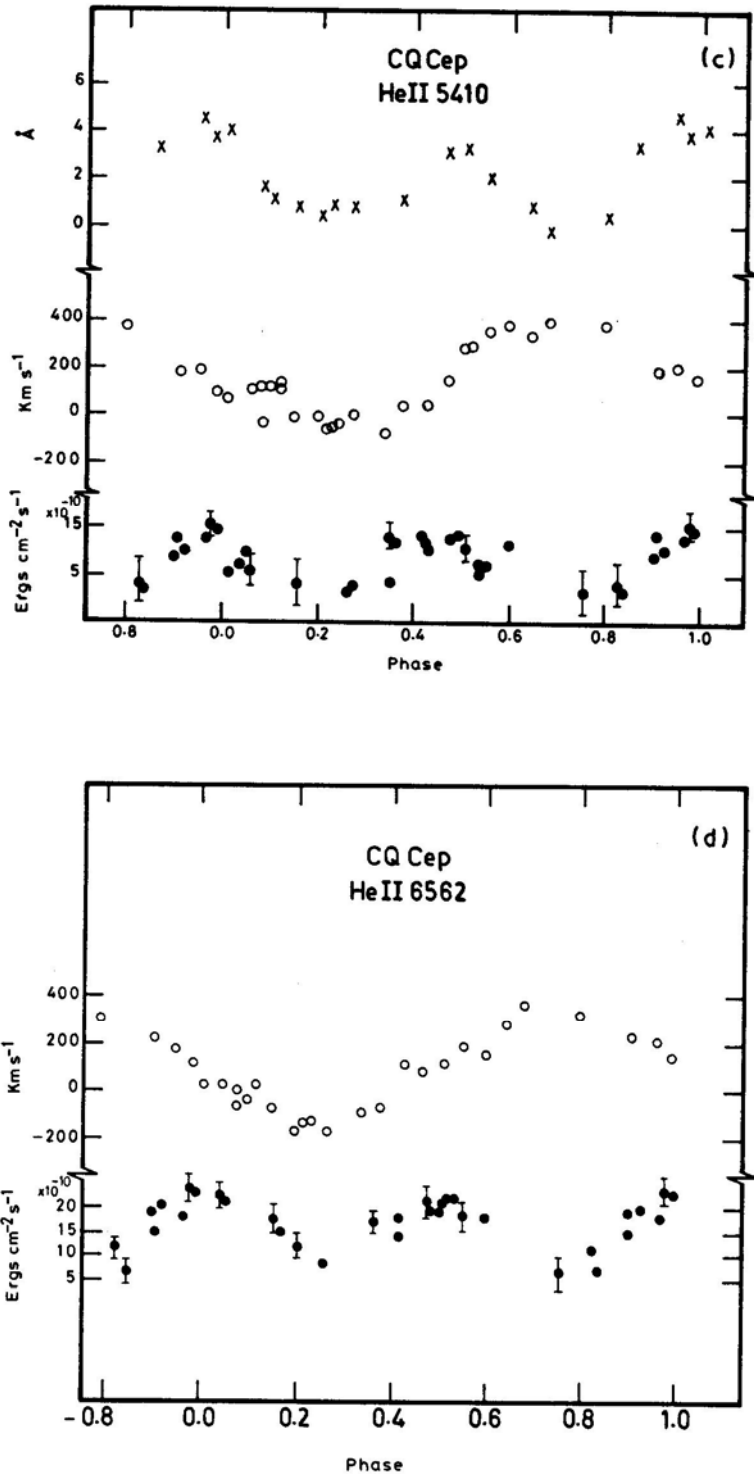 CQ Cep
(c)
HeII 5410
6
4
2
0
Å
400
200
0
-200
Km s⁻¹
x10⁻¹⁰
15
5
Ergs cm⁻² s⁻¹
0.8 0.0 0.2 0.4 0.6 0.8 1.0
Phase
(d)
CQ Cep
HeII 6562
400
200
0
-200
Km s⁻¹
x10⁻¹⁰
20
15
10
5
Ergs cm⁻² s⁻¹
-0.8 0.0 0.2 0.4 0.6 0.8 1.0
Phase